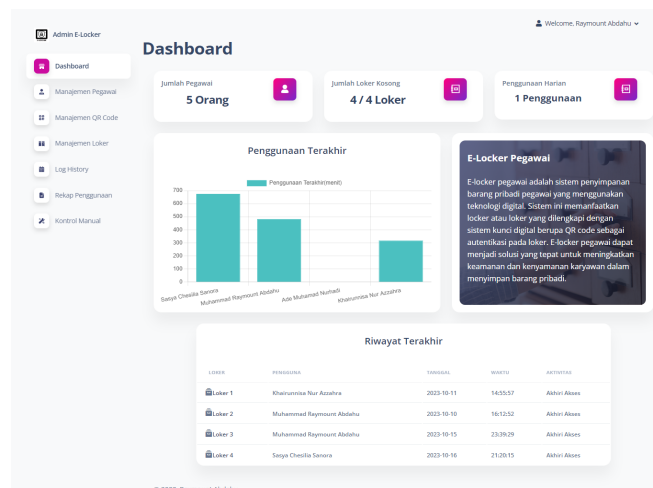 Admin E-Locker
Welcome, Raymount Abdahu
Dashboard
Dashboard
Manajemen Pegawai
Manajemen QR Code
Manajemen Loker
Log History
Rekap Penggunaan
Kontrol Manual
Jumlah Pegawai
5 Orang
Jumlah Loker Kosong
4 / 4 Loker
Penggunaan Harian
1 Penggunaan
Penggunaan Terakhir
Penggunaan Terakhir(menit)
700
600
500
400
300
200
100
0
Sasya Chesilia Sanora
Muhammad Raymount Abdahu
Ade Muhamad Nurhadi
Khairunnisa Nur Azzahra
E-Locker Pegawai
E-locker pegawai adalah sistem penyimpanan
barang pribadi pegawai yang menggunakan
teknologi digital. Sistem ini memanfaatkan
locker atau loker yang dilengkapi dengan
sistem kunci digital berupa QR code sebagai
autentikasi pada loker. E-locker pegawai dapat
menjadi solusi yang tepat untuk meningkatkan
keamanan dan kenyamanan karyawan dalam
menyimpan barang pribadi.
Riwayat Terakhir
LOKER PENGGUNA TANGGAL WAKTU AKTIVITAS
Loker 1 Khairunnisa Nur Azzahra 2023-10-11 14:55:57 Akhiri Akses
Loker 2 Muhammad Raymount Abdahu 2023-10-10 16:12:52 Akhiri Akses
Loker 3 Muhammad Raymount Abdahu 2023-10-15 23:39:29 Akhiri Akses
Loker 4 Sasya Chesilia Sanora 2023-10-16 21:20:15 Akhiri Akses